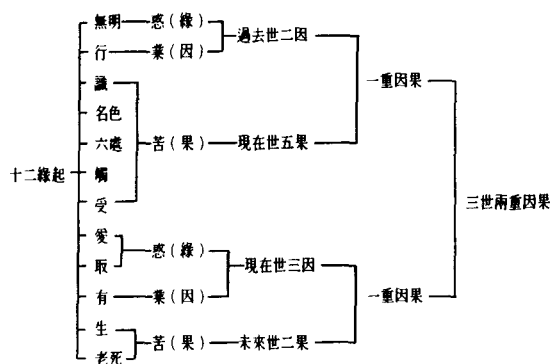 無明 惑（綠） 過去世二因
行 業（因） 一重因果
識
名色
六處 苦（果） 現在世五果
十二緣起 觸
受 三世兩重因果
愛 惑（綠）
取 現在世三因
有 業（因） 一重因果
生 苦（果） 未來世二果
老死